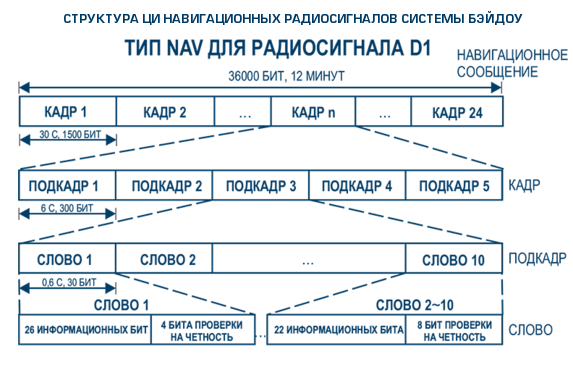 СТРУКТУРА ЦИ НАВИГАЦИОННЫХ РАДИОСИГНАЛОВ СИСТЕМЫ БЭЙДОУ
ТИП NAV ДЛЯ РАДИОСИГНАЛА D1
НАВИГАЦИОННОЕ
СООБЩЕНИЕ
36000 БИТ, 12 МИНУТ
КАДР 1 КАДР 2 ... КАДР n ... КАДР 24
30 С, 1500 БИТ
ПОДКАДР 1 ПОДКАДР 2 ПОДКАДР 3 ПОДКАДР 4 ПОДКАДР 5 КАДР
6 С, 300 БИТ
СЛОВО 1 СЛОВО 2 ... СЛОВО 10 ПОДКАДР
0,6 С, 30 БИТ
СЛОВО 1 СЛОВО 2~10
26 ИНФОРМАЦИОННЫХ БИТ 4 БИТА ПРОВЕРКИ НА ЧЕТНОСТЬ ... 22 ИНФОРМАЦИОННЫХ БИТА 8 БИТ ПРОВЕРКИ НА ЧЕТНОСТЬ СЛОВО